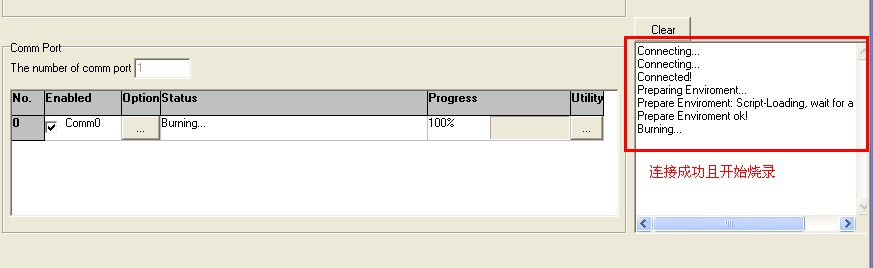 Clear
Comm Port
The number of comm port 1
No. Enabled Option Status Progress Utility
0 Comm0 ... Burning... 100% ...
Connecting...
Connecting...
Connected!
Preparing Enviroment...
Prepare Enviroment: Script-Loading, wait for a
Prepare Enviroment ok!
Burning...
连接成功且开始烧录